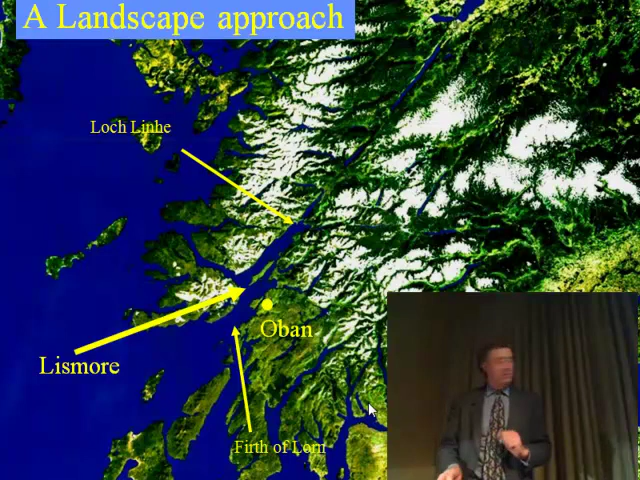 A Landscape approach
Loch Linhe
Oban
Lismore
Firth of Lorn